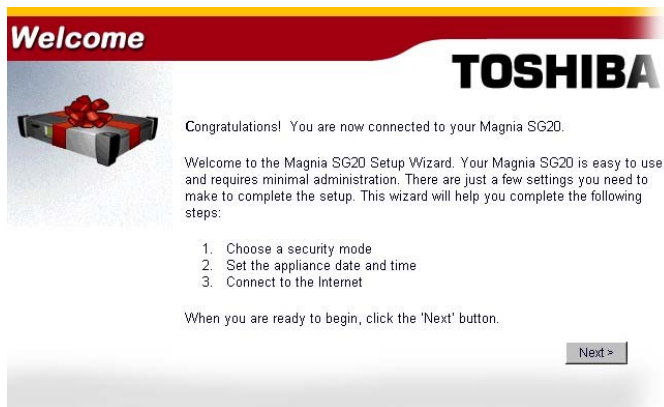 Welcome
TOSHIBA
Congratulations! You are now connected to your Magnia SG20.
Welcome to the Magnia SG20 Setup Wizard. Your Magnia SG20 is easy to use
and requires minimal administration. There are just a few settings you need to
make to complete the setup. This wizard will help you complete the following
steps:
1. Choose a security mode
2. Set the appliance date and time
3. Connect to the Internet
When you are ready to begin, click the 'Next' button.
Next >